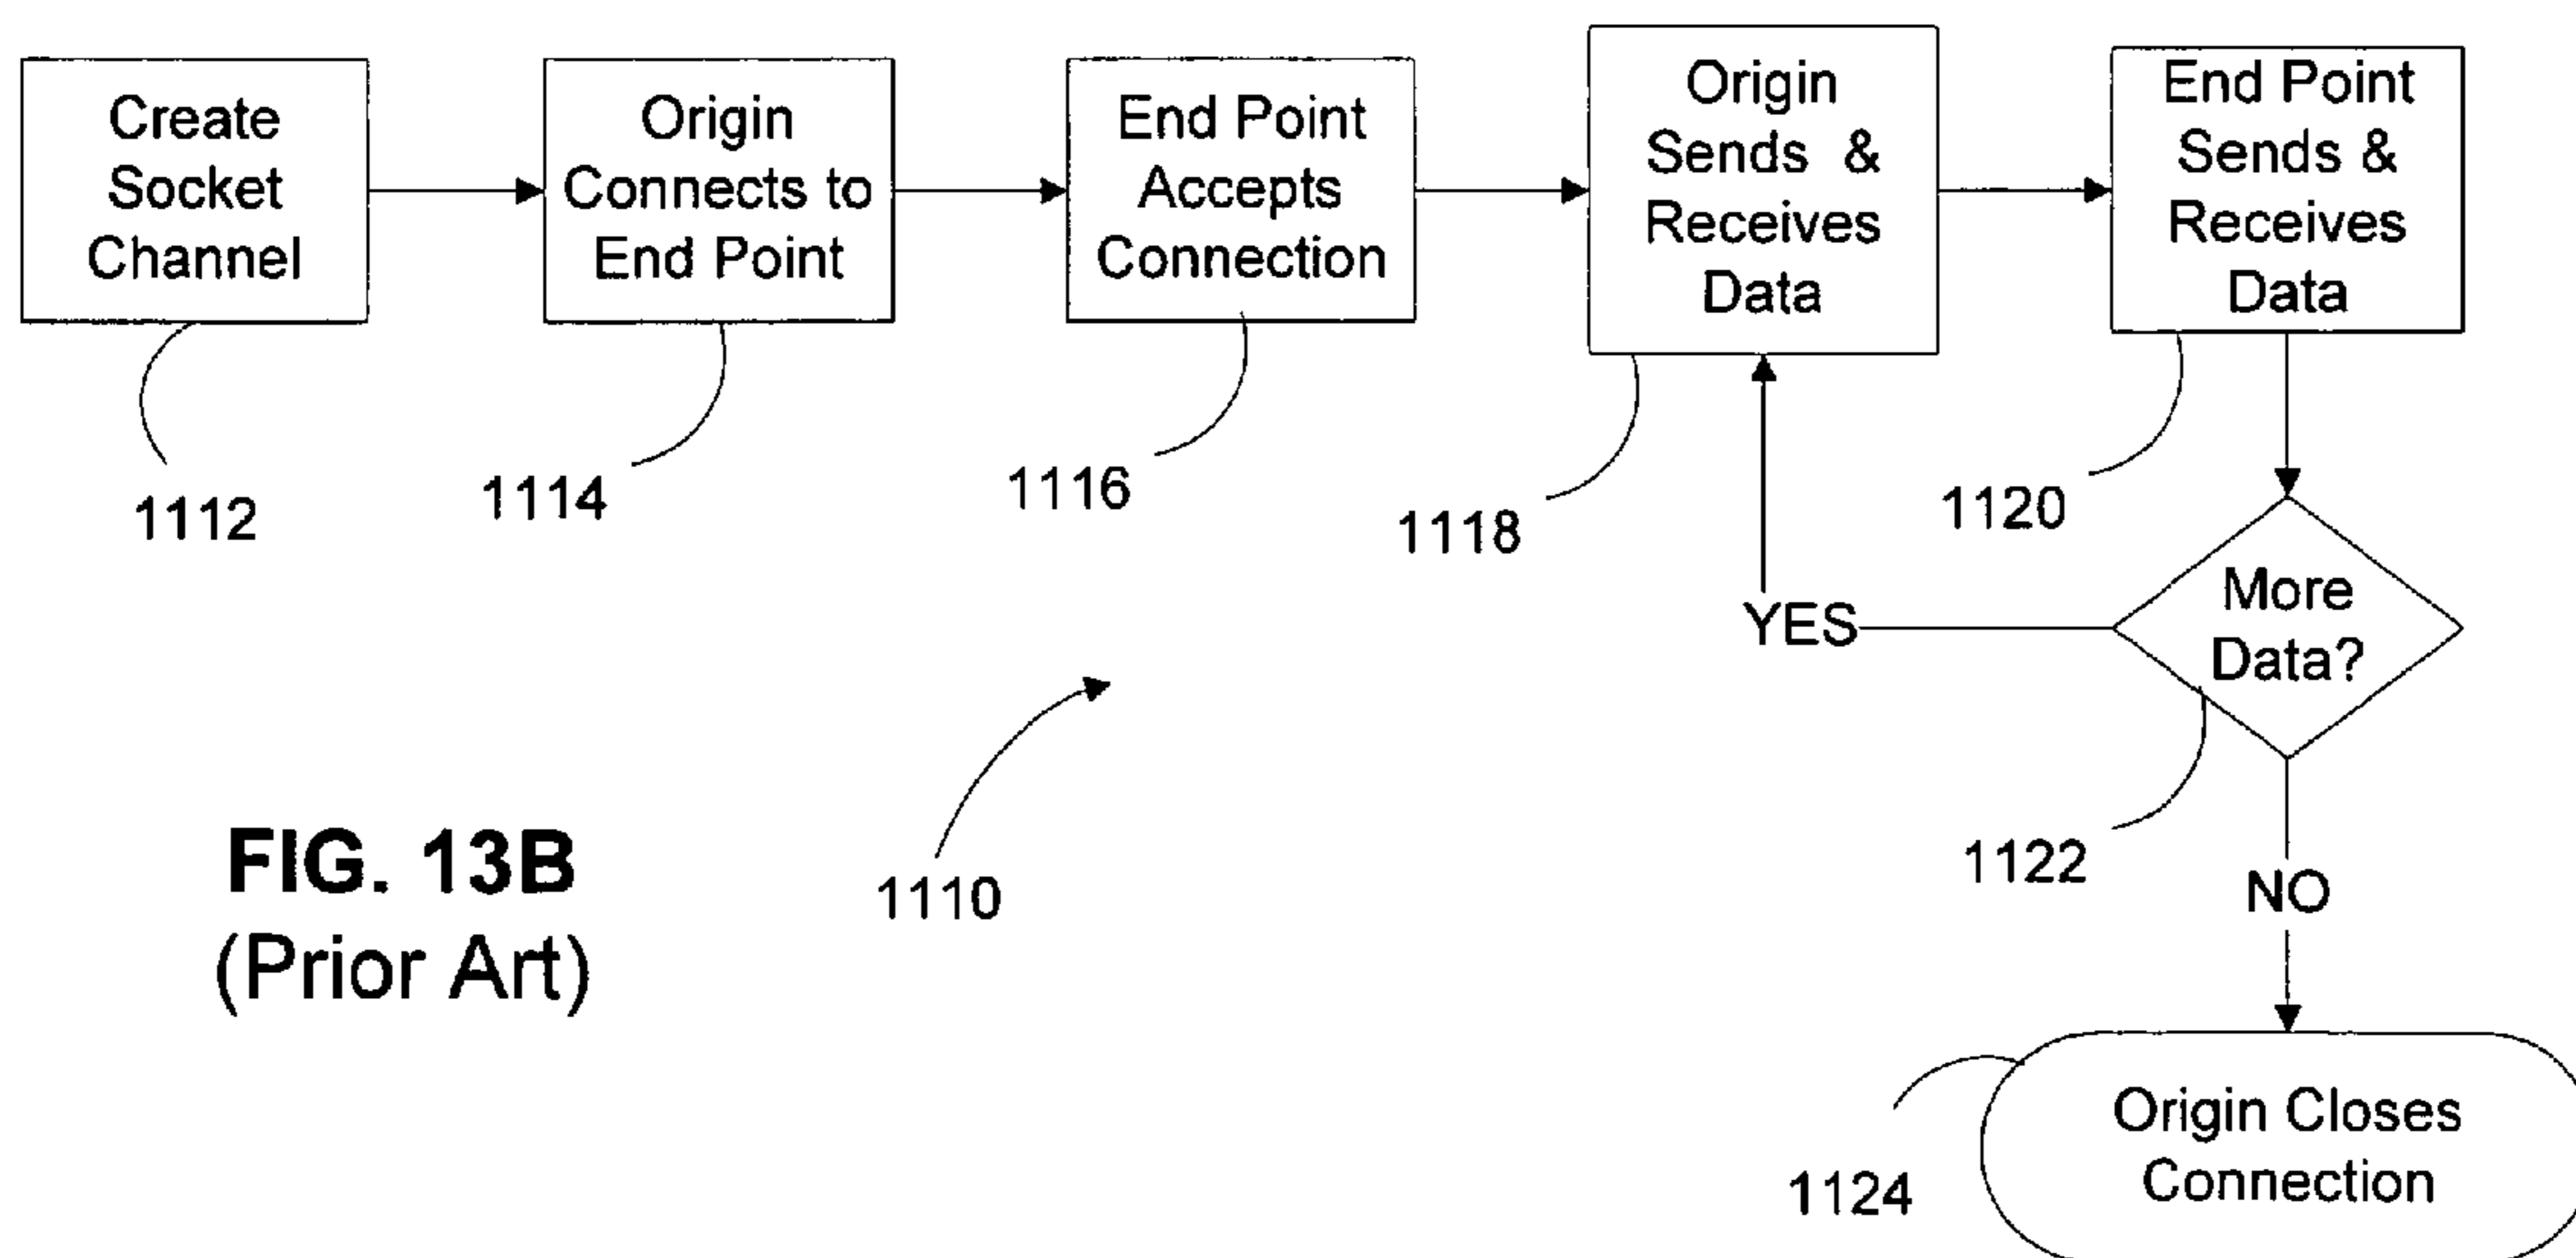 Create
Socket
Channel
1112
Origin
Connects to
End Point
1114
End Point
Accepts
Connection
1116
Origin
Sends &
Receives
Data
1118
End Point
Sends &
Receives
Data
1120
More
Data?
1122
YES
NO
Origin Closes
Connection
1124
1110
FIG. 13B
(Prior Art)